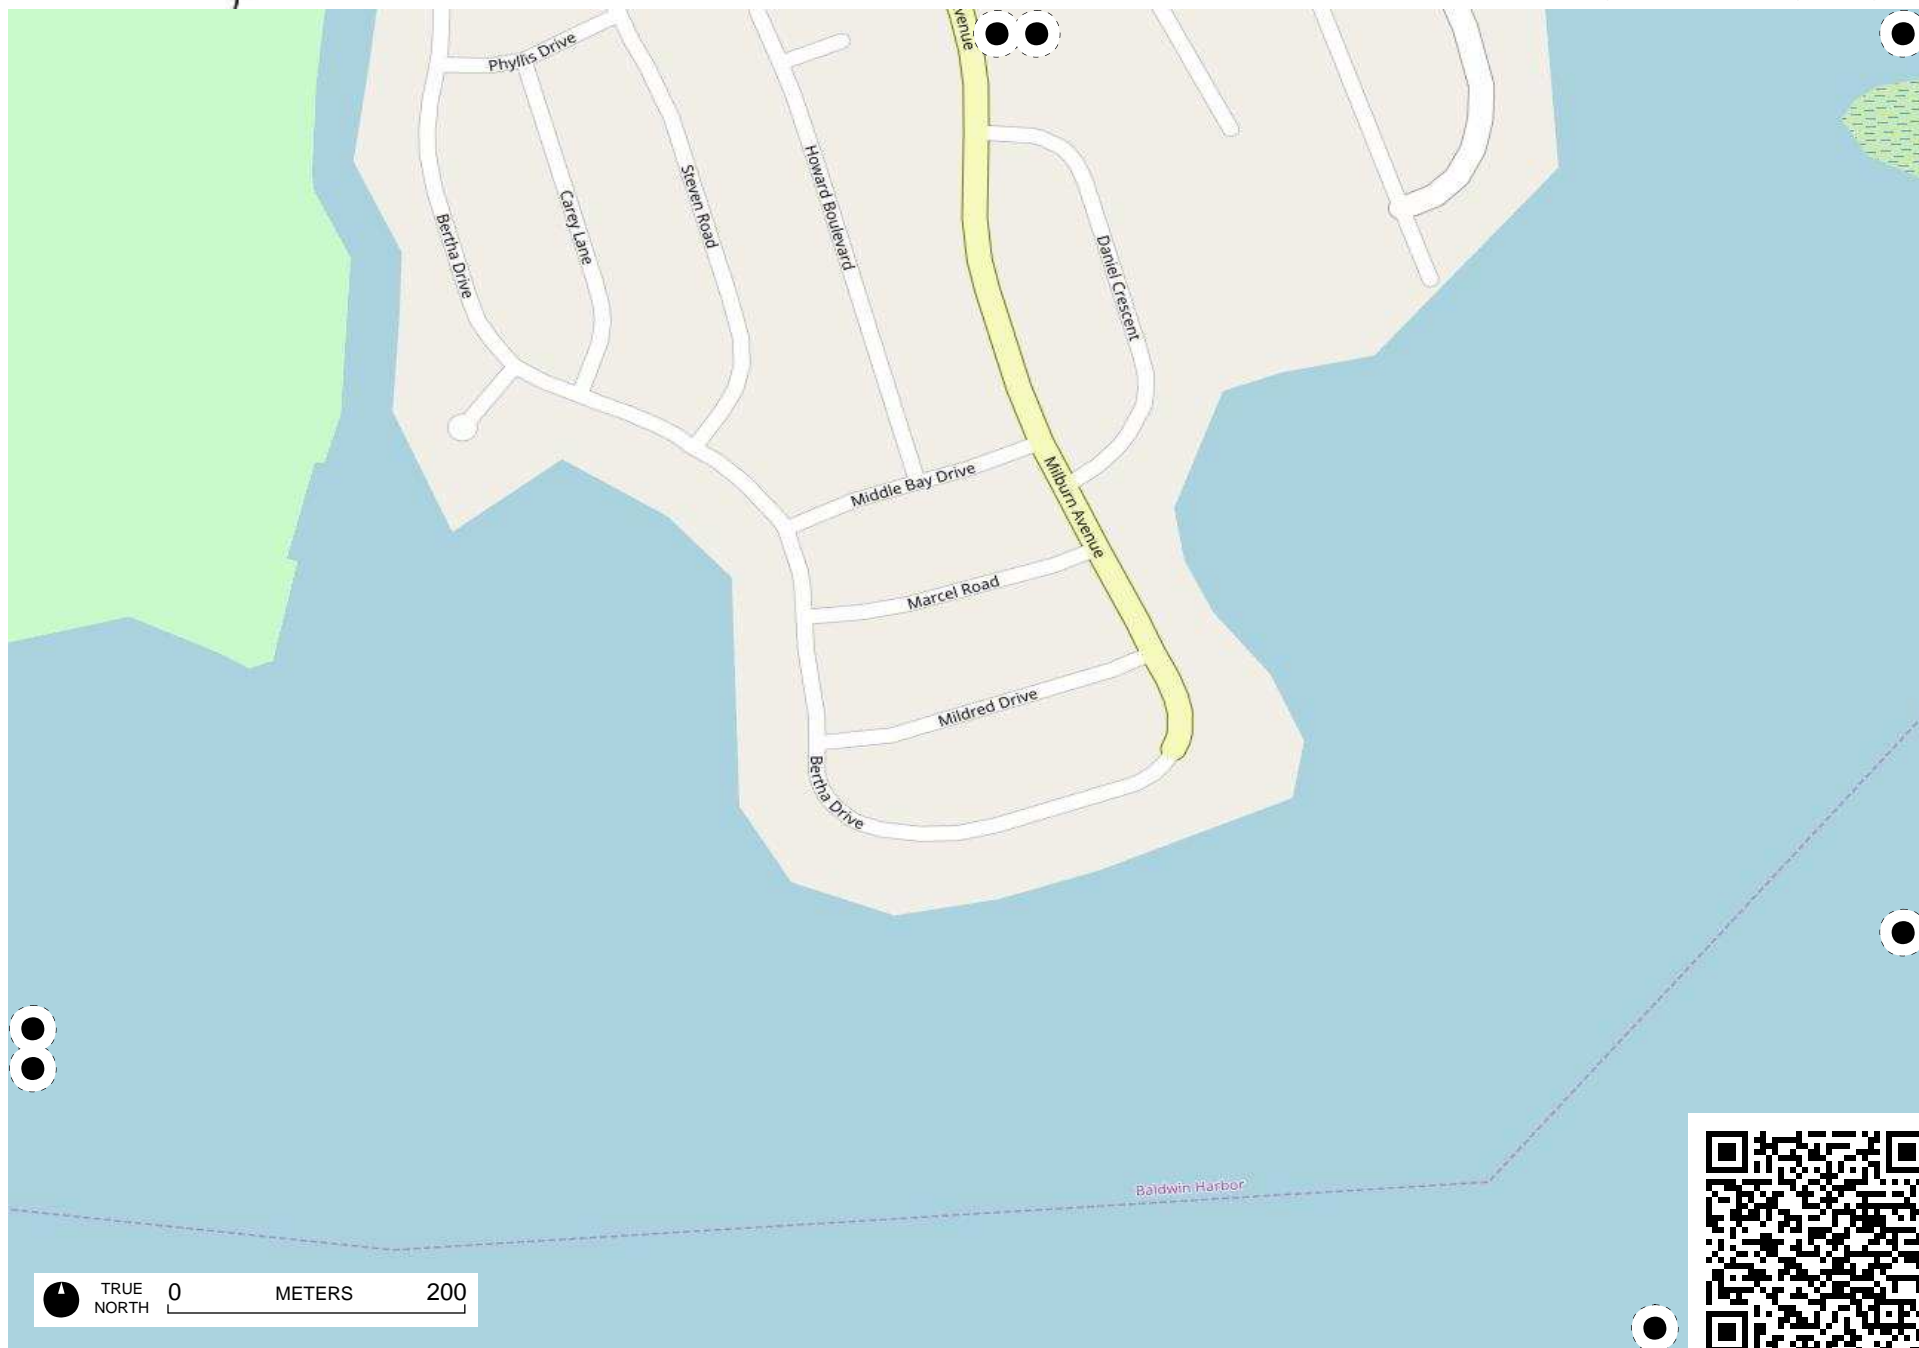 Phyllis Drive
venue
Howard Boulevard
Steven Road
Carey Lane
Bertha Drive
Daniel Crescent
Middle Bay Drive
Milburn Avenue
Marcel Road
Mildred Drive
Bertha Drive
Baldwin Harbor
TRUE NORTH
0 METERS 200